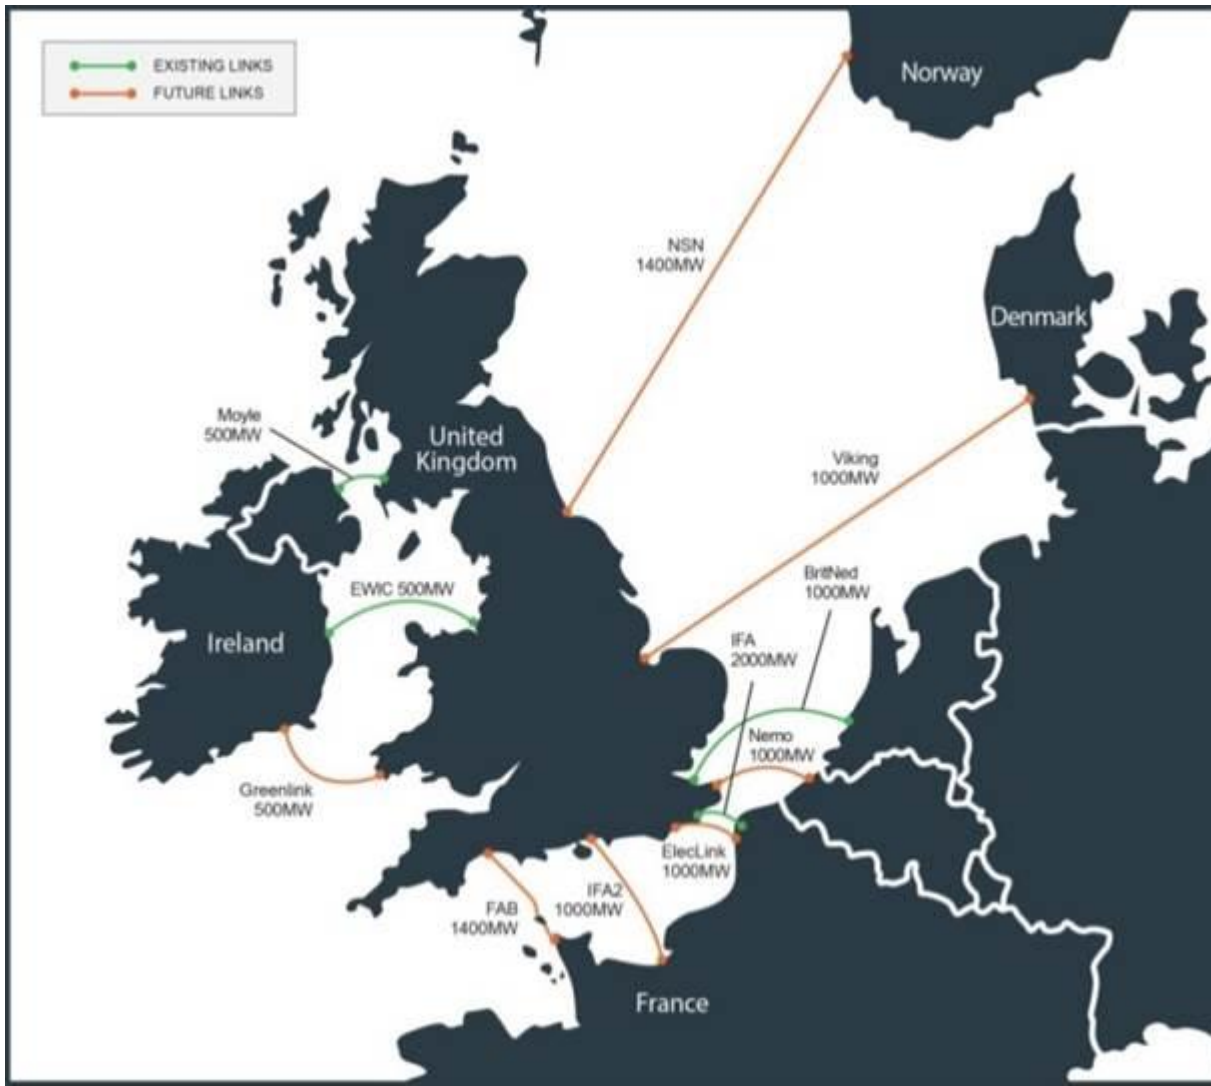 EXISTING LINKS
FUTURE LINKS
Norway
NSN
1400MW
Denmark
Moyle
500MW
United
Kingdom
Viking
1000MW
BritNed
1000MW
EWIC 500MW
IFA
2000MW
Ireland
Nemo
1000MW
Greenlink
500MW
ElecLink
1000MW
IFA2
1000MW
FAB
1400MW
France